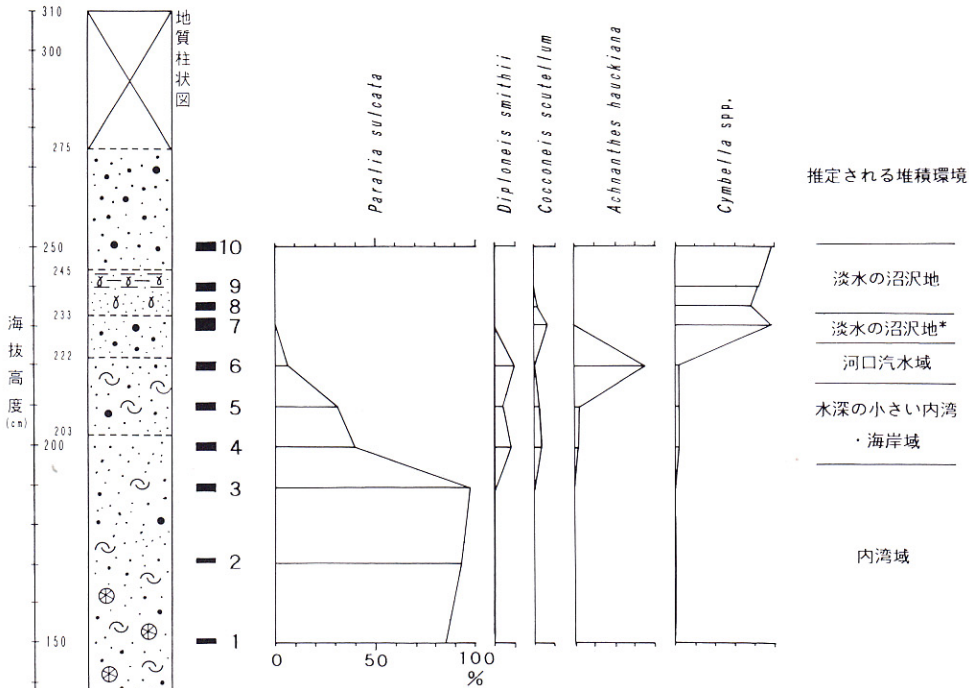 310
300
275
250
245
233
222
203
200
150
海抜高度
(cm)
地質柱状図
10
9
8
7
6
5
4
3
2
1
Paralia sulcata
Diploneis smithii
Cocconeis scutellum
Achnanthes hauckiana
Cymbella spp.
0 50 100
%
推定される堆積環境
淡水の沼沢地
淡水の沼沢地*
河口汽水域
水深の小さい内湾
・海岸域
内湾域